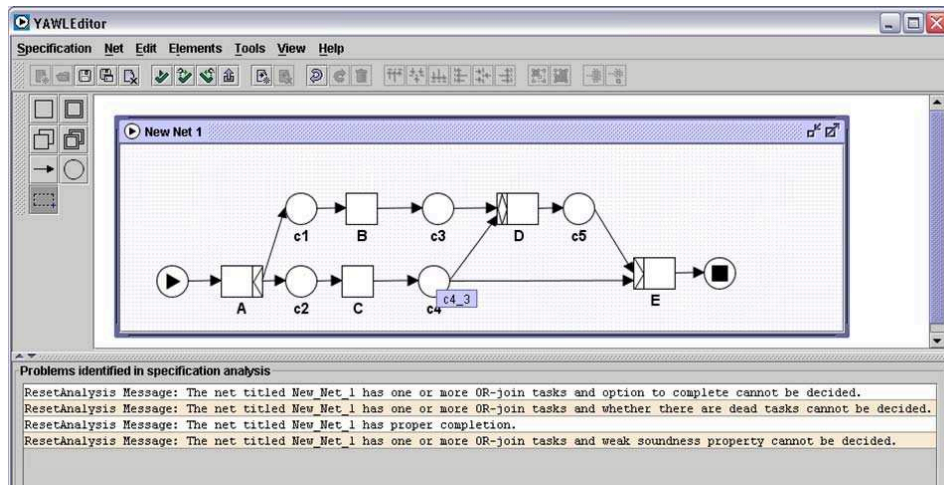 YAWLEditor
Specification Net Edit Elements Tools View Help
New Net 1
c1 B c3 D c5
A c2 C c4 E
c4_3
Problems identified in specification analysis
ResetAnalysis Message: The net titled New_Net_1 has one or more OR-join tasks and option to complete cannot be decided.
ResetAnalysis Message: The net titled New_Net_1 has one or more OR-join tasks and whether there are dead tasks cannot be decided.
ResetAnalysis Message: The net titled New_Net_1 has proper completion.
ResetAnalysis Message: The net titled New_Net_1 has one or more OR-join tasks and weak soundness property cannot be decided.